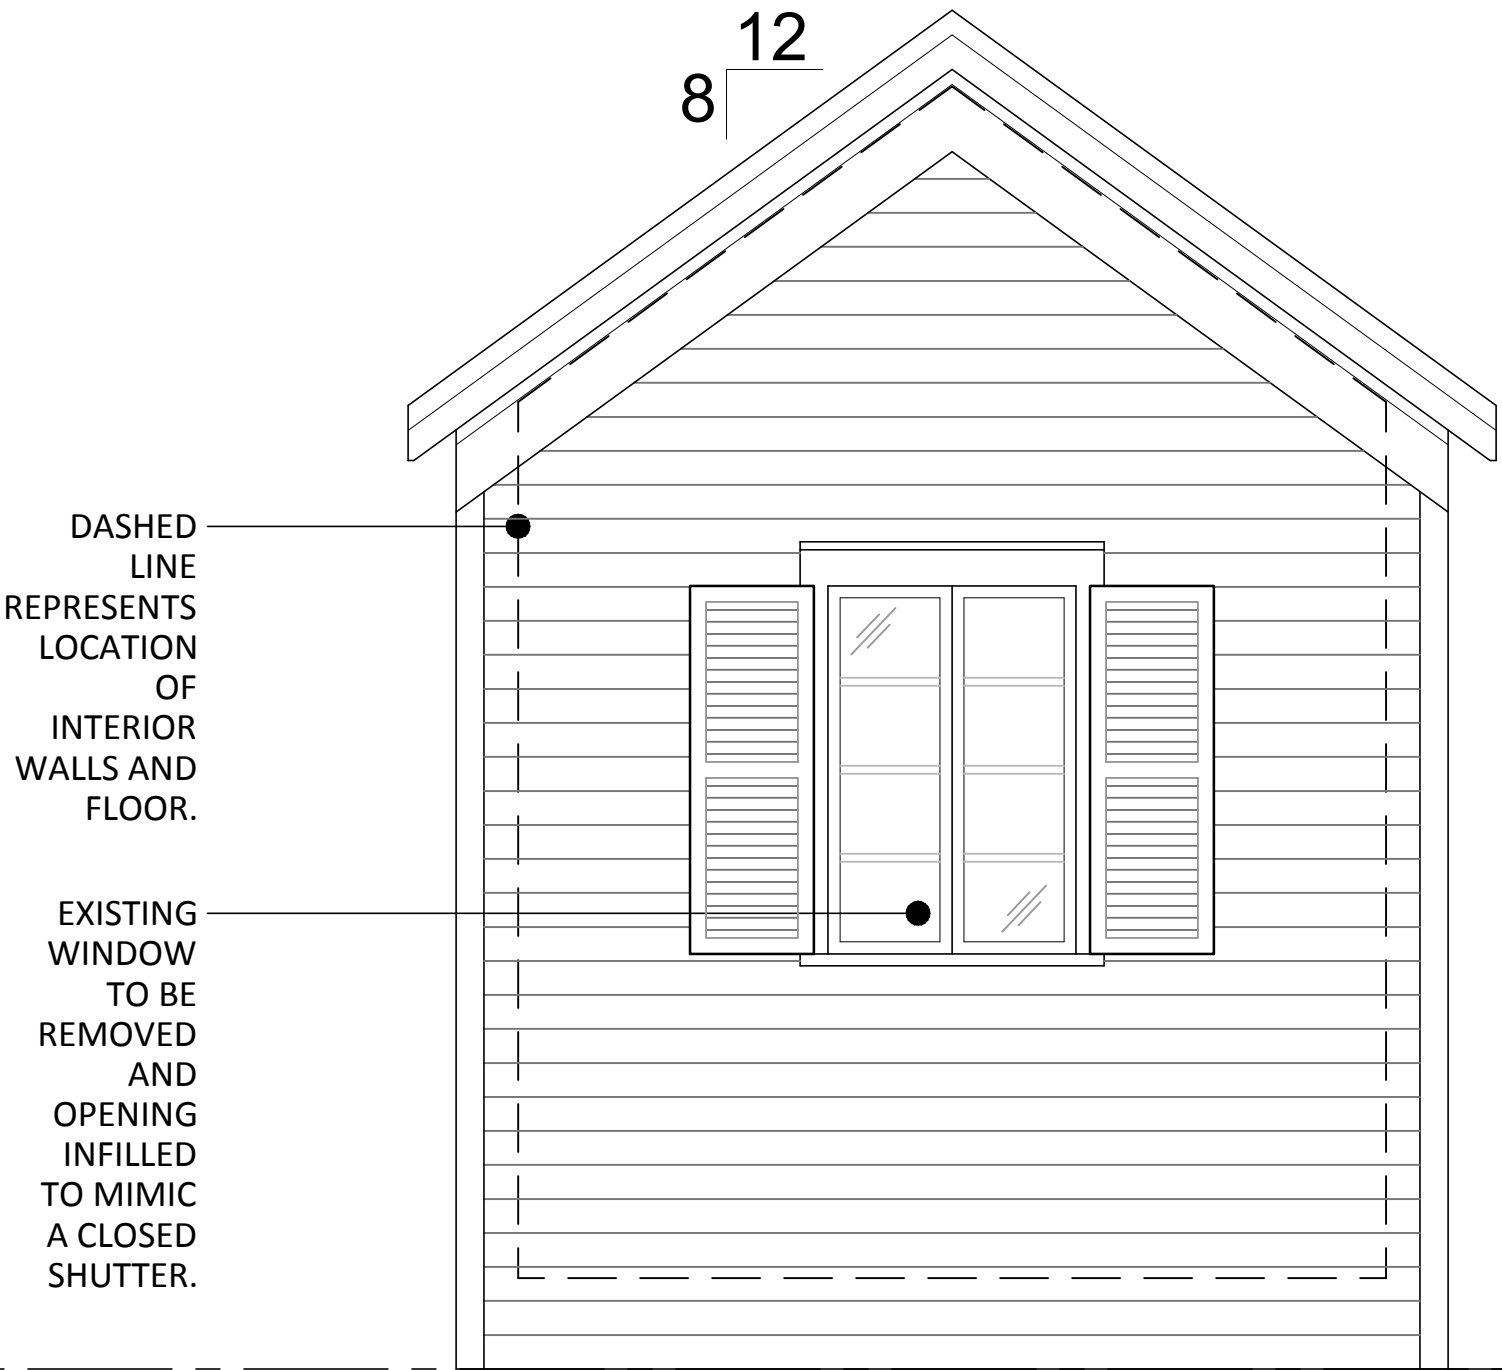 12
8
DASHED
LINE
REPRESENTS
LOCATION
OF
INTERIOR
WALLS AND
FLOOR.
EXISTING
WINDOW
TO BE
REMOVED
AND
OPENING
INFILLED
TO MIMIC
A CLOSED
SHUTTER.